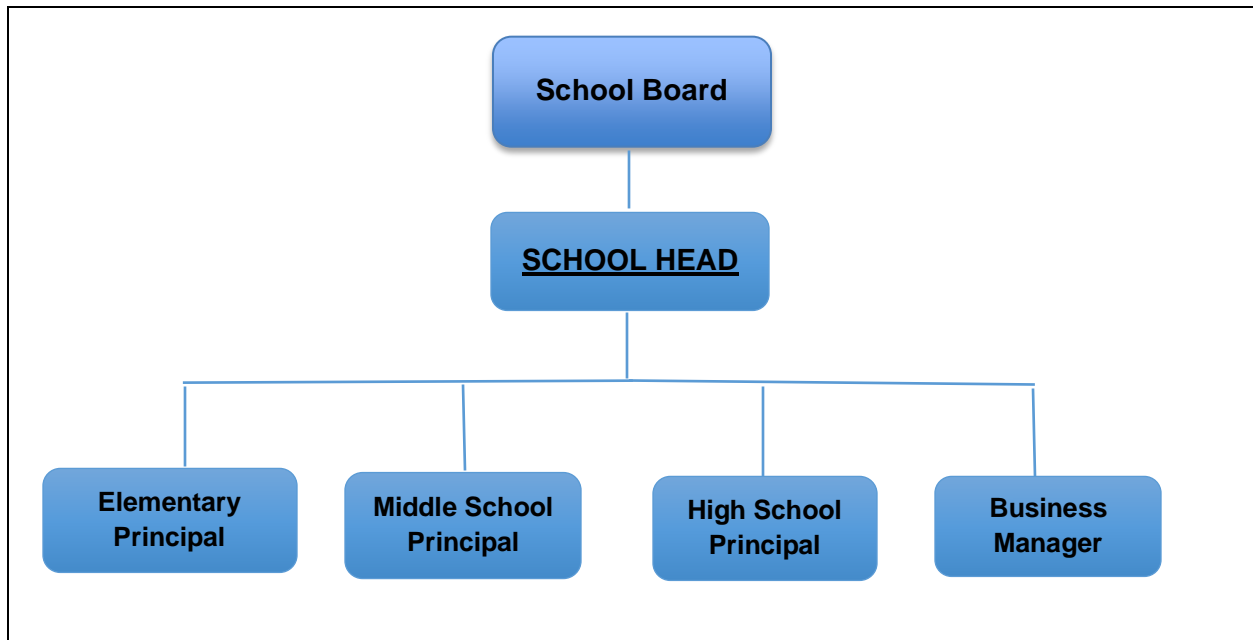 School Board
SCHOOL HEAD
Elementary
Principal
Middle School
Principal
High School
Principal
Business
Manager